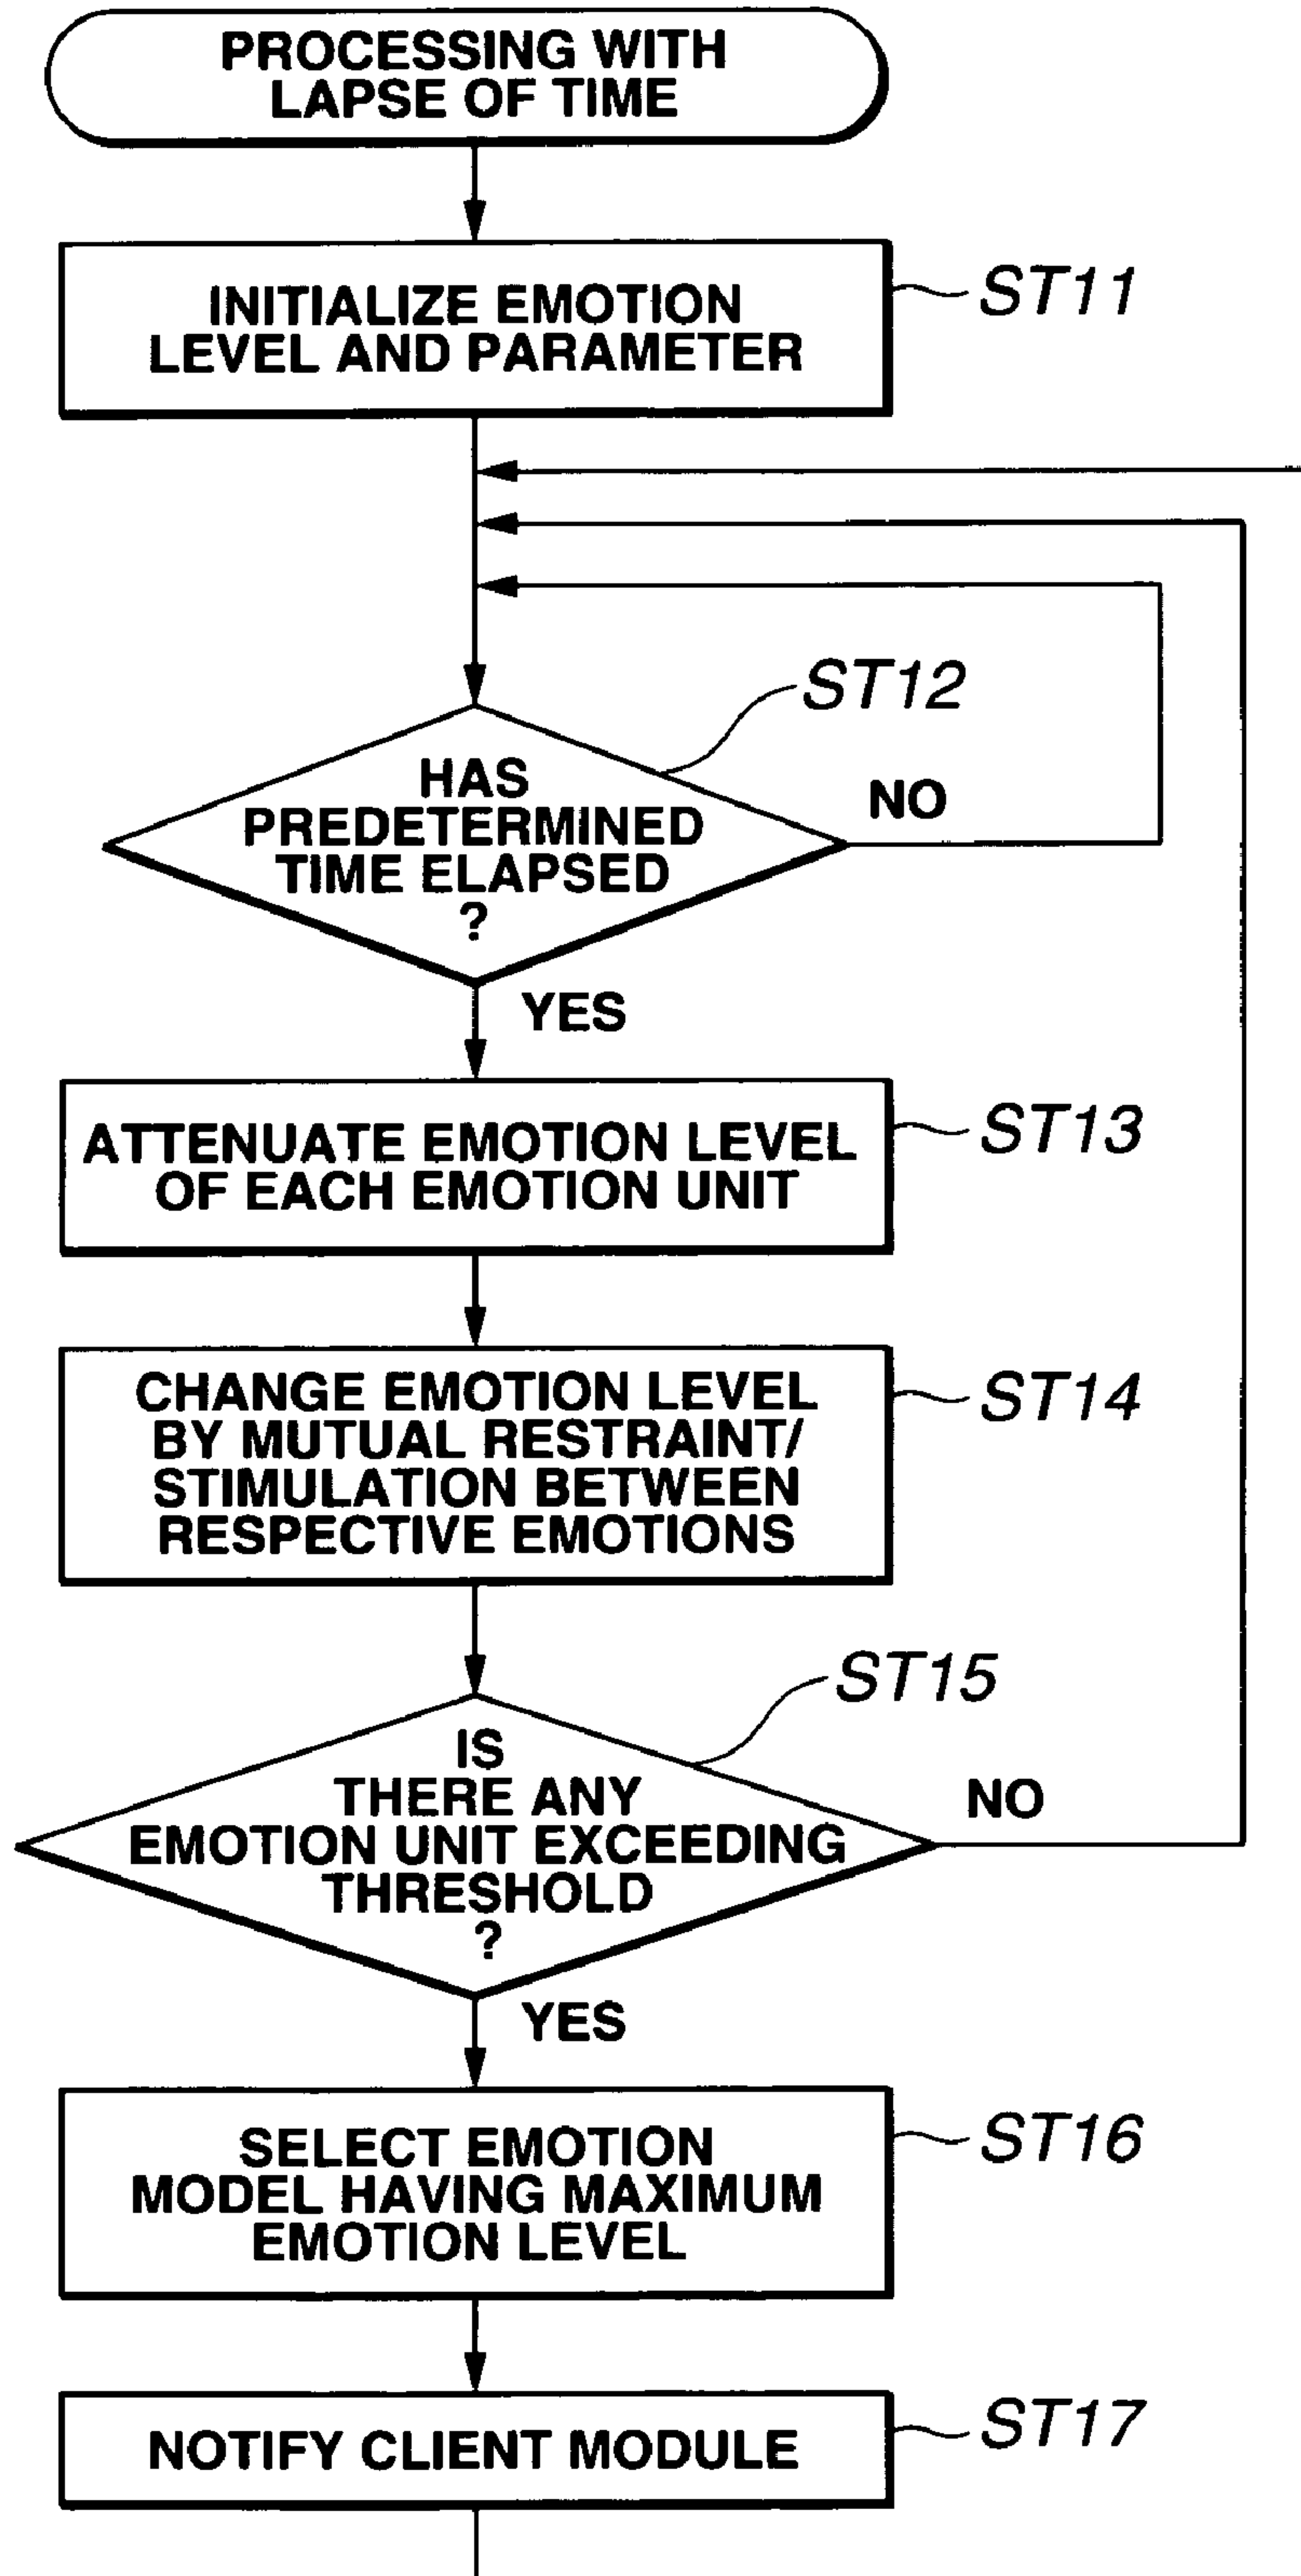 PROCESSING WITH
LAPSE OF TIME
INITIALIZE EMOTION
LEVEL AND PARAMETER
ST11
ST12
HAS
PREDETERMINED
TIME ELAPSED
?
NO
YES
ATTENUATE EMOTION LEVEL
OF EACH EMOTION UNIT
ST13
CHANGE EMOTION LEVEL
BY MUTUAL RESTRAINT/
STIMULATION BETWEEN
RESPECTIVE EMOTIONS
ST14
ST15
IS
THERE ANY
EMOTION UNIT EXCEEDING
THRESHOLD
?
NO
YES
SELECT EMOTION
MODEL HAVING MAXIMUM
EMOTION LEVEL
ST16
NOTIFY CLIENT MODULE
ST17